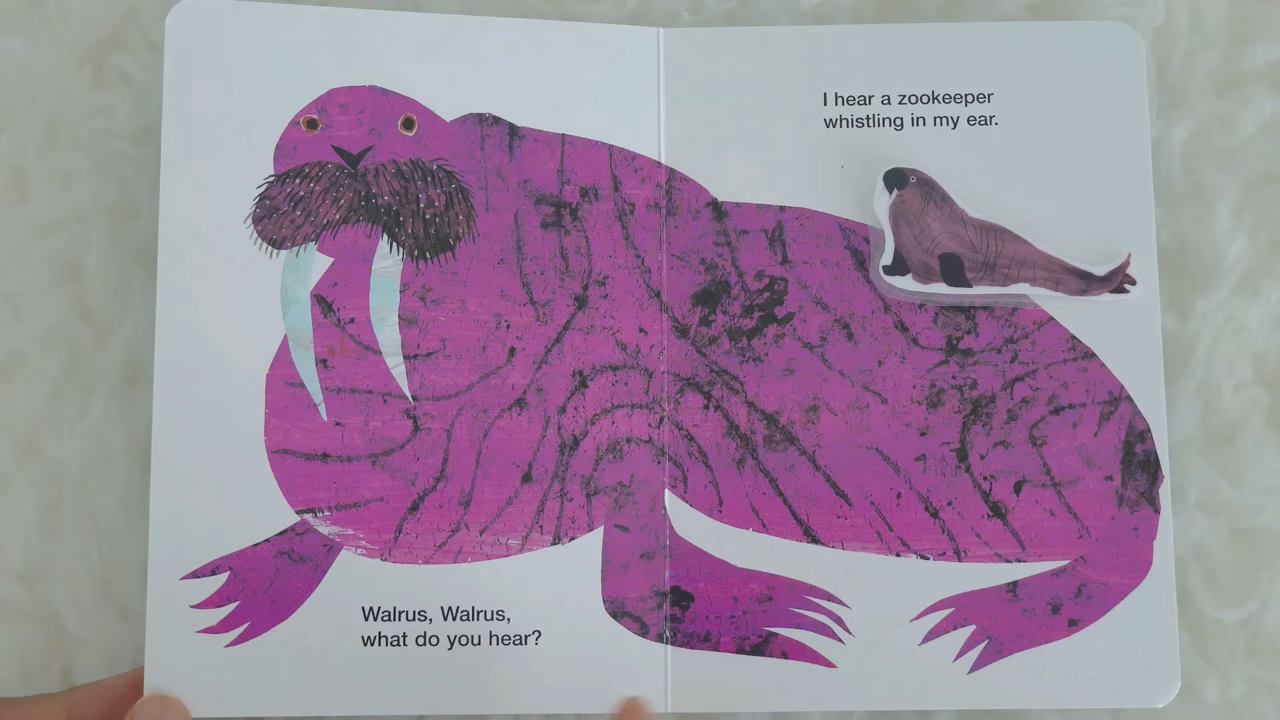 Walrus, Walrus,
what do you hear?
I hear a zookeeper
whistling in my ear.